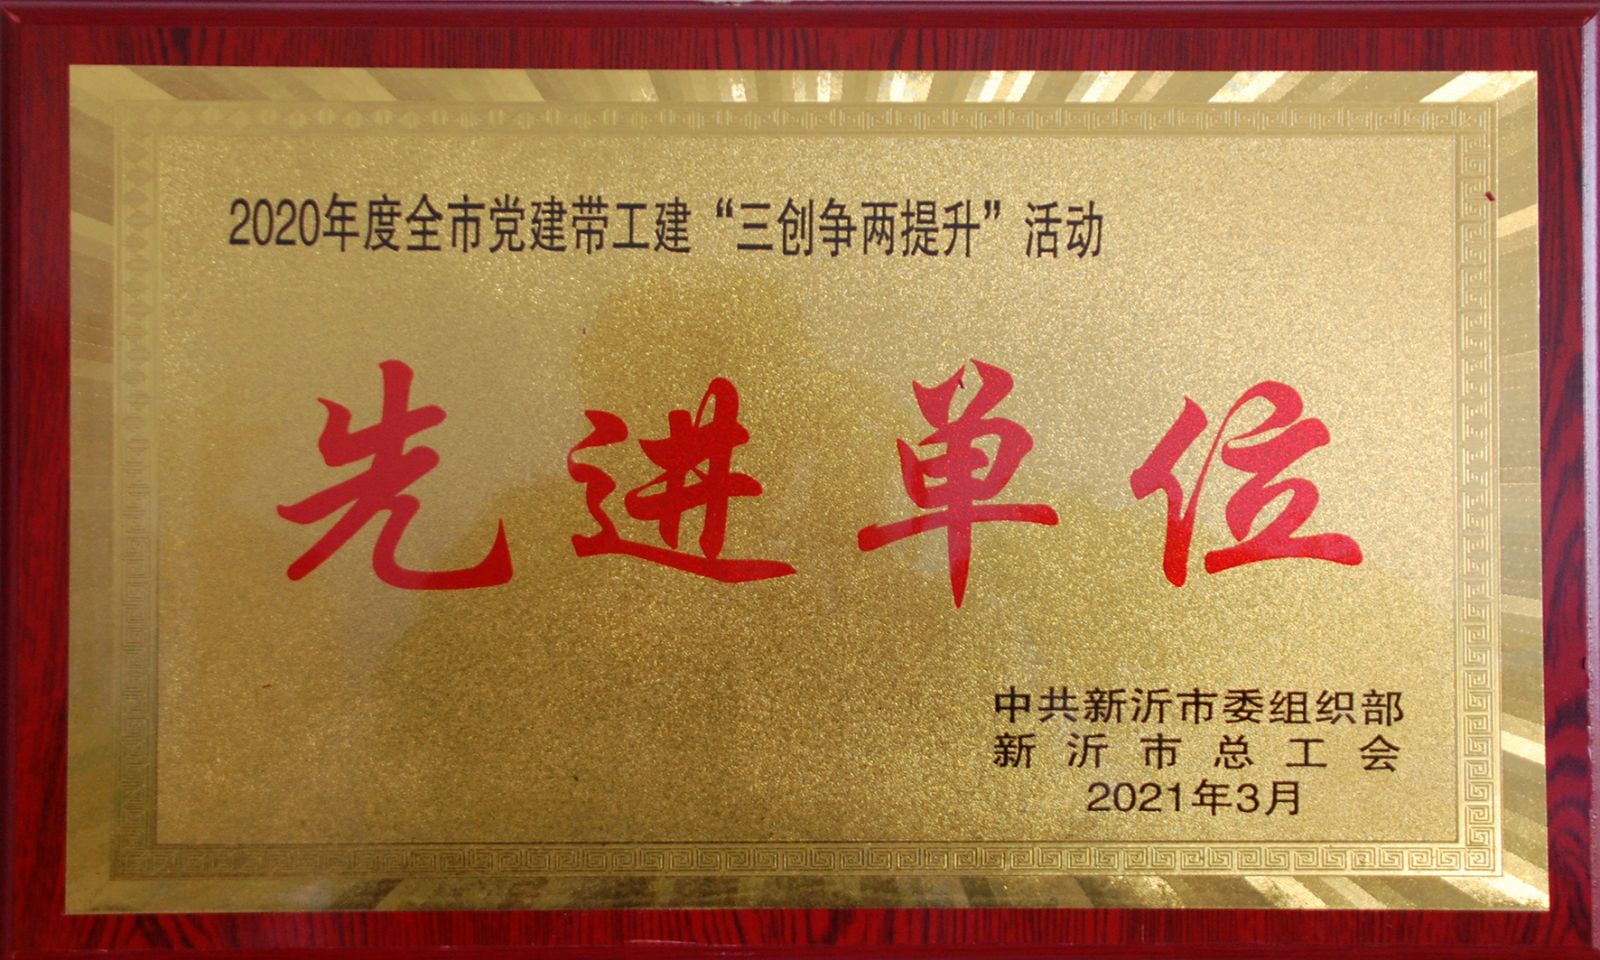 2020年度全市党建带工建“三创争两提升”活动
先进单位
中共新沂市委组织部
新沂市总工会
2021年3月